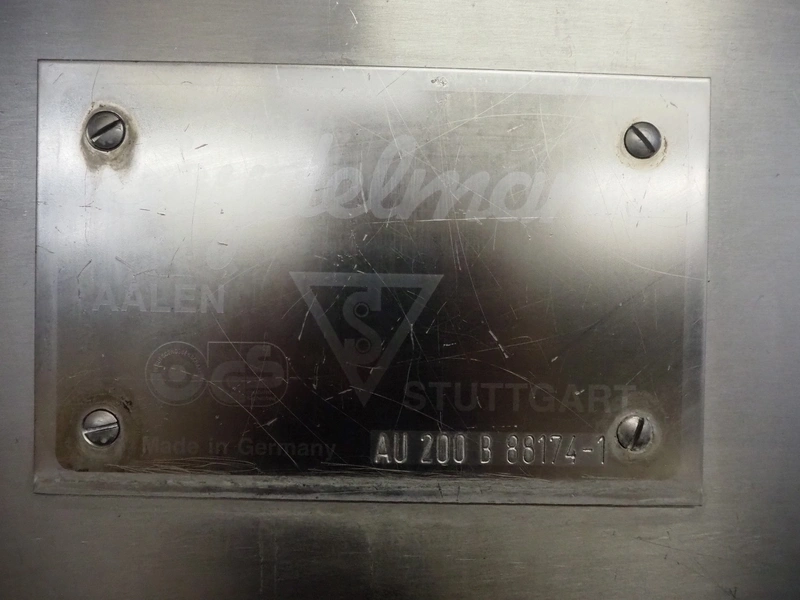 AALEN
S
STUTTGART
Made in Germany
AU 200 B 88174-1